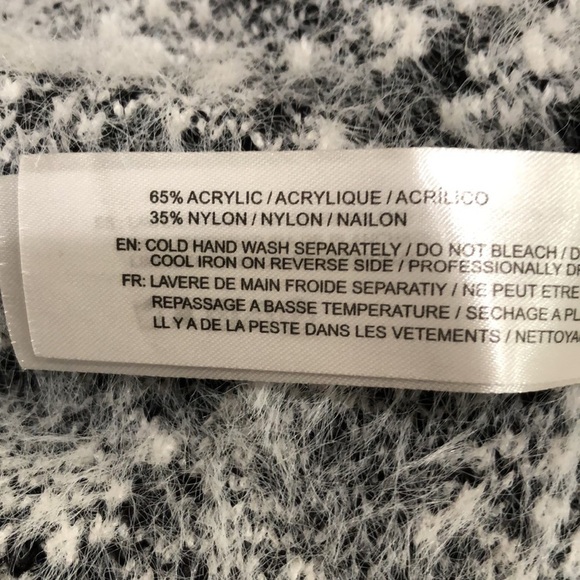 65% ACRYLIC / ACRYLIQUE / ACRÍLICO
35% NYLON / NYLON / NAILON
EN: COLD HAND WASH SEPARATELY / DO NOT BLEACH / D
COOL IRON ON REVERSE SIDE / PROFESSIONALLY DR
FR: LAVERE DE MAIN FROIDE SEPARATIY / NE PEUT ETRE
REPASSAGE A BASSE TEMPERATURE / SECHAGE A PL
LL Y A DE LA PESTE DANS LES VETEMENTS / NETTOYA